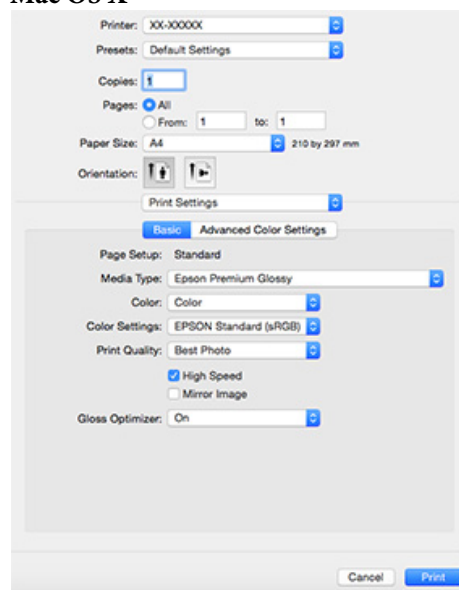 Mac OS X
Printer: XX-XXXXX
Presets: Default Settings
Copies: 1
Pages: All
From: 1 to: 1
Paper Size: A4 210 by 297 mm
Orientation:
Print Settings
Basic Advanced Color Settings
Page Setup: Standard
Media Type: Epson Premium Glossy
Color: Color
Color Settings: EPSON Standard (sRGB)
Print Quality: Best Photo
High Speed
Mirror Image
Gloss Optimizer: On
Cancel Print